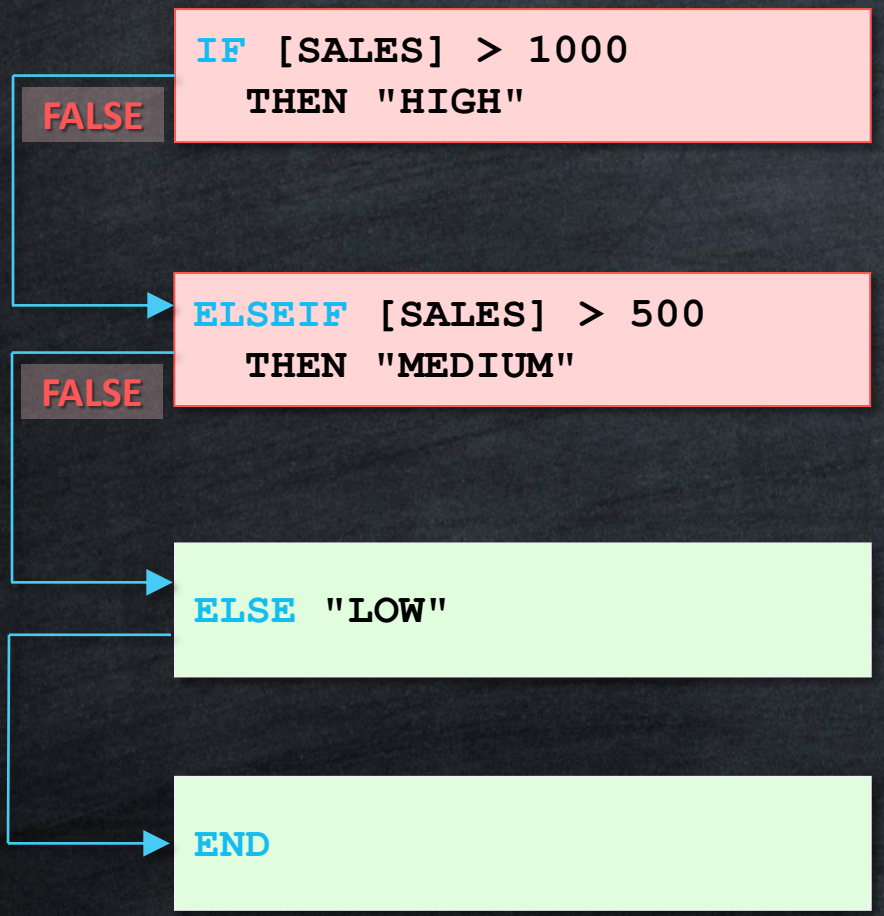 IF [SALES] > 1000
THEN "HIGH"
FALSE
ELSEIF [SALES] > 500
THEN "MEDIUM"
FALSE
ELSE "LOW"
END